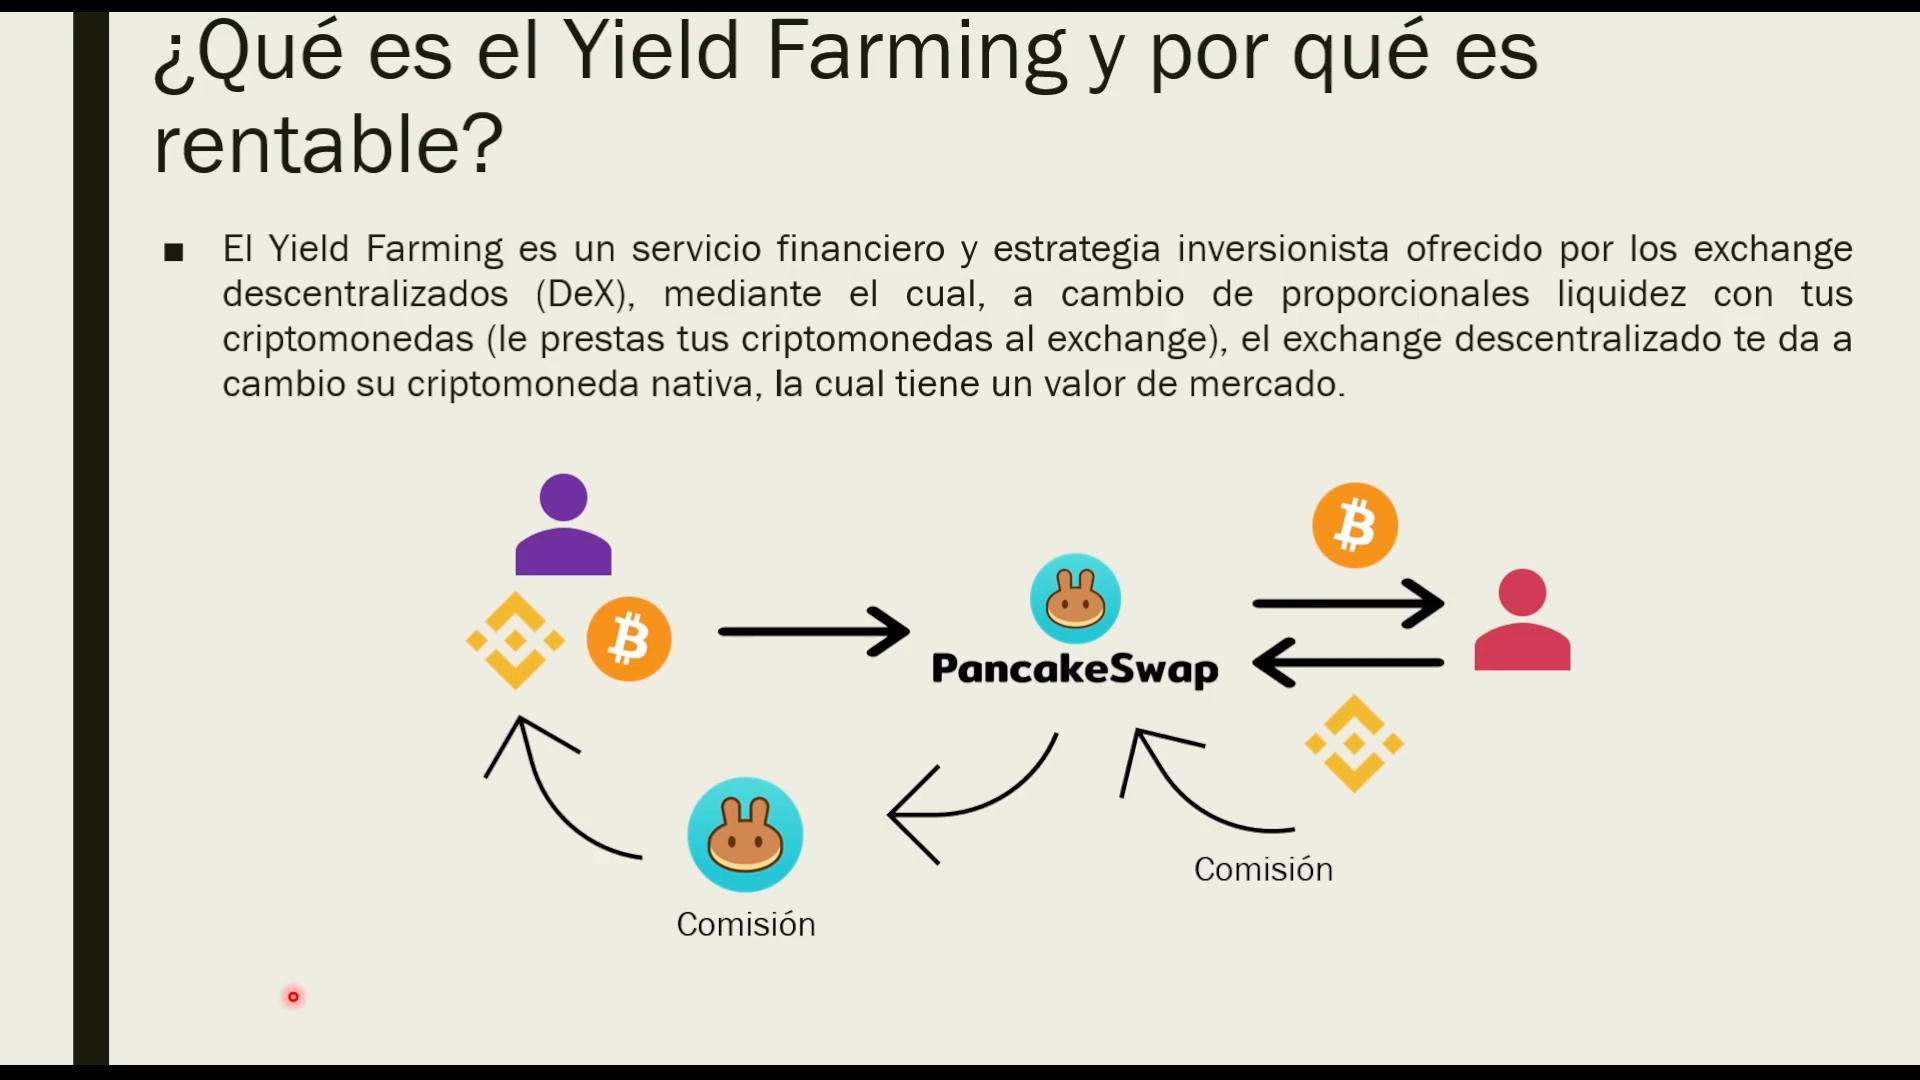 ¿Qué es el Yield Farming y por qué es
rentable?
■ El Yield Farming es un servicio financiero y estrategia inversionista ofrecido por los exchange
descentralizados (DeX), mediante el cual, a cambio de proporcionales liquidez con tus
criptomonedas (le prestas tus criptomonedas al exchange), el exchange descentralizado te da a
cambio su criptomoneda nativa, la cual tiene un valor de mercado.
PancakeSwap
Comisión
Comisión